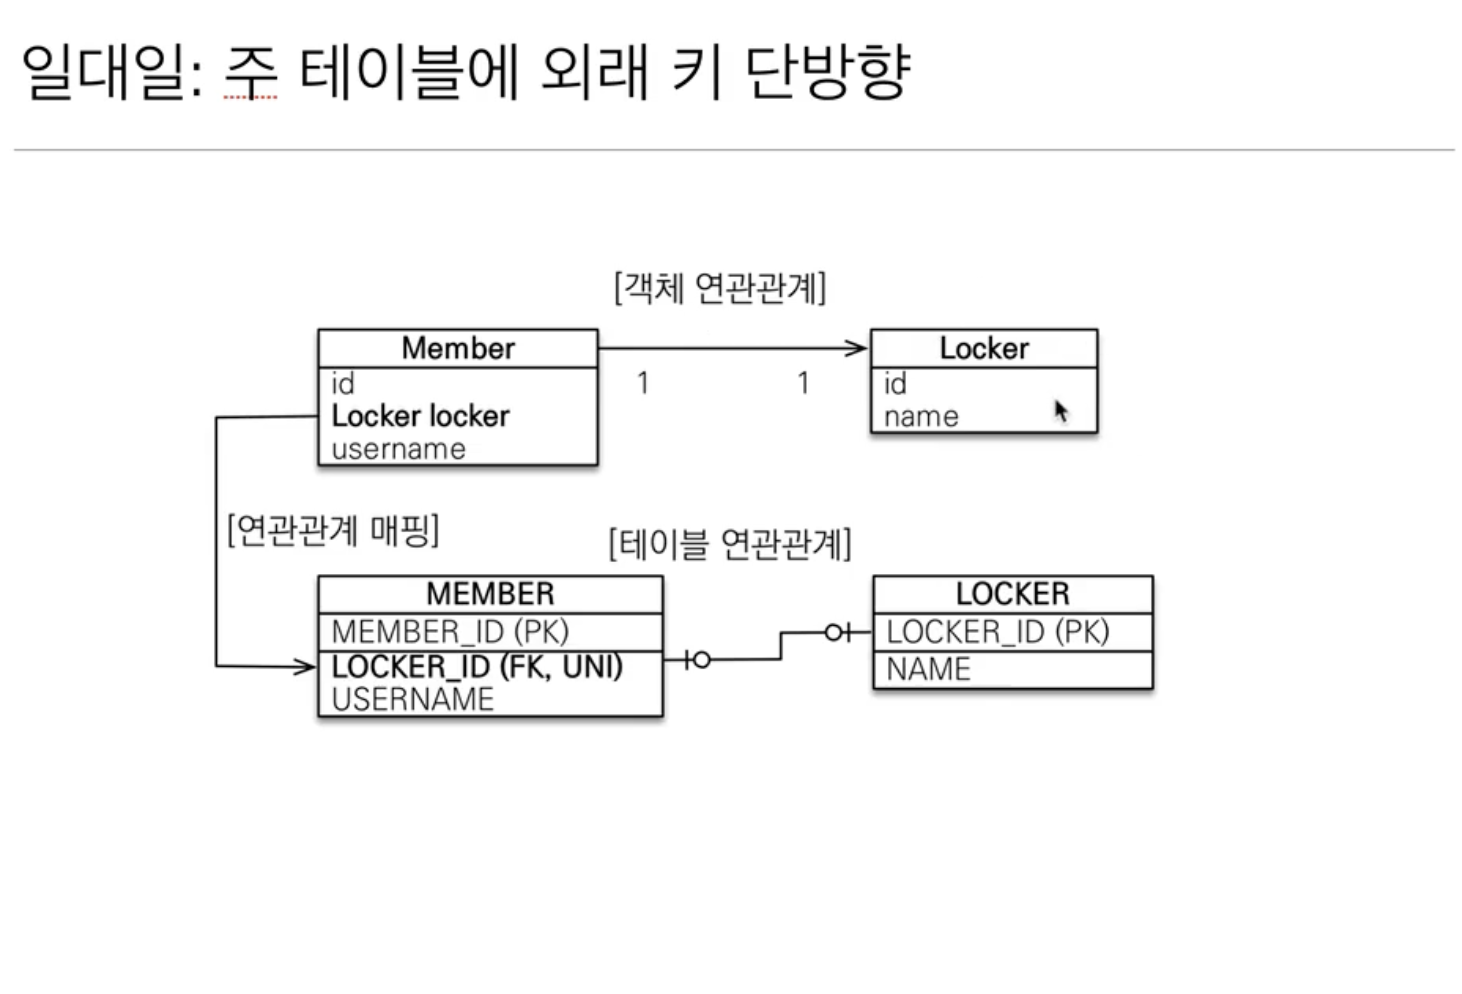 일대일: 주 테이블에 외래 키 단방향
[객체 연관관계]
Member
id
Locker locker
username
1
1
Locker
id
name
[연관관계 매핑]
[테이블 연관관계]
MEMBER
MEMBER_ID (PK)
LOCKER_ID (FK, UNI)
USERNAME
LOCKER
LOCKER_ID (PK)
NAME